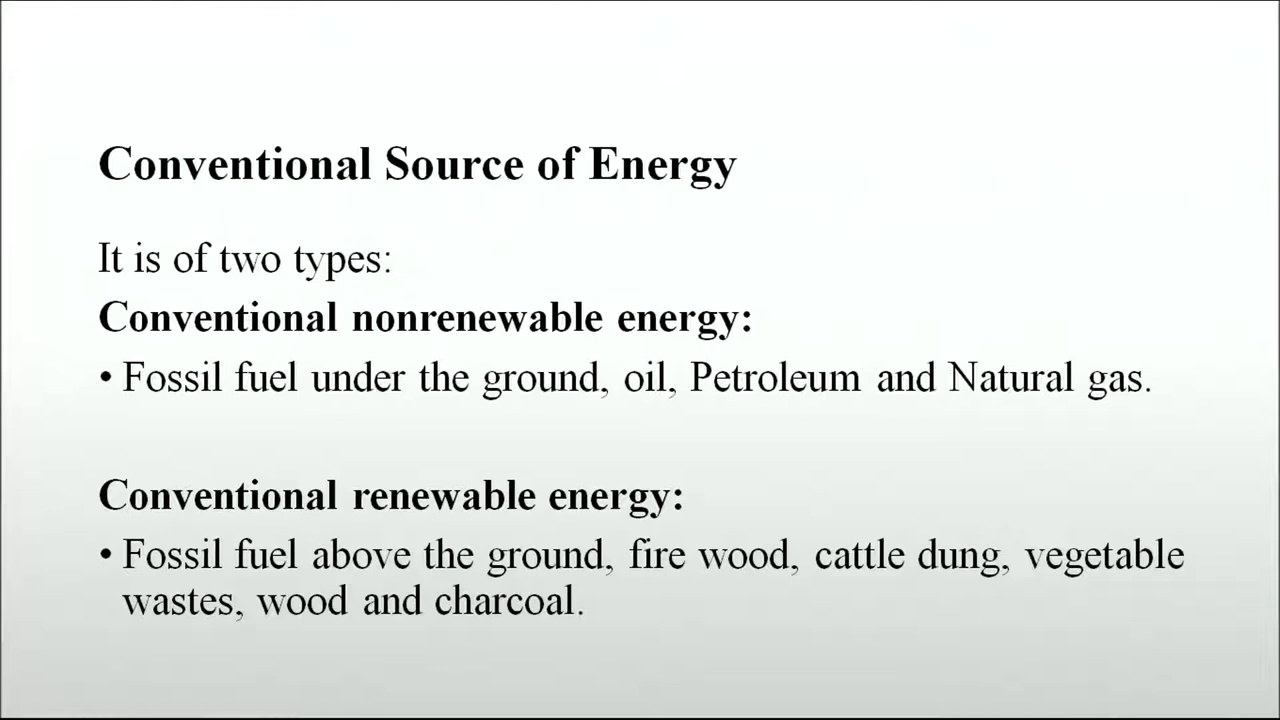 Conventional Source of Energy
It is of two types:
Conventional nonrenewable energy:
• Fossil fuel under the ground, oil, Petroleum and Natural gas.
Conventional renewable energy:
• Fossil fuel above the ground, fire wood, cattle dung, vegetable
wastes, wood and charcoal.